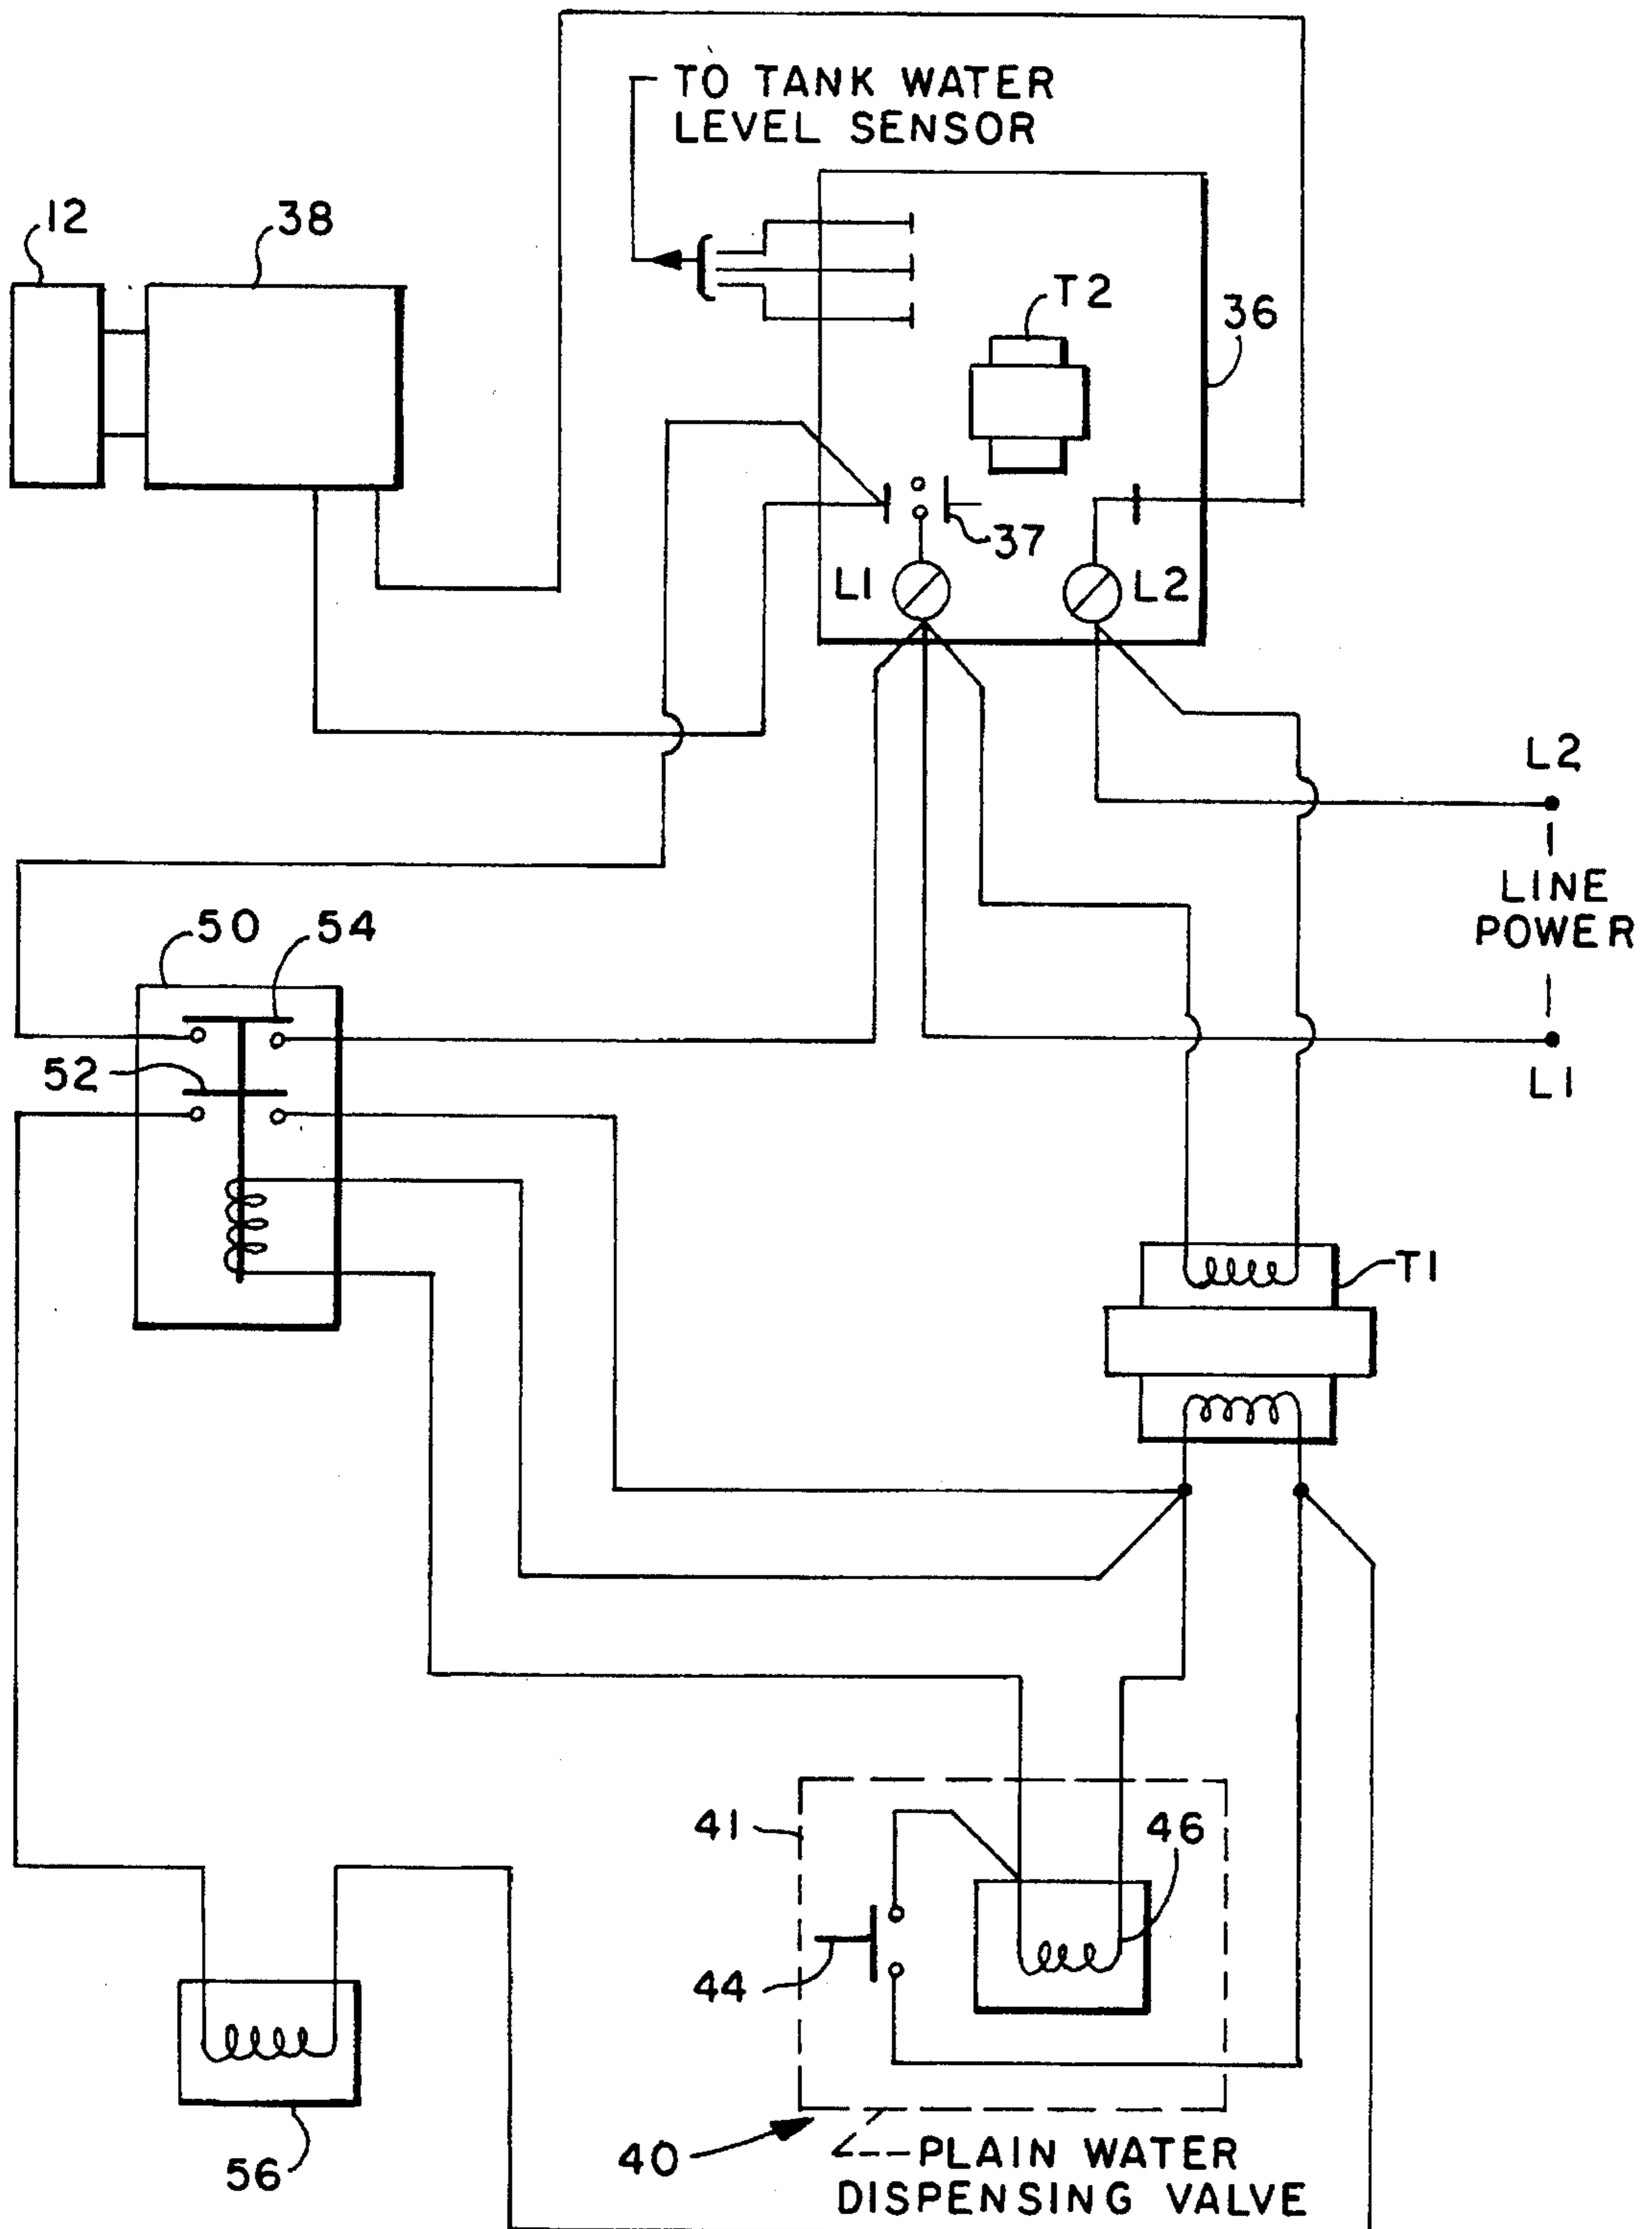 TO TANK WATER
LEVEL SENSOR
12
38
T2
36
37
L1
L2
L2
LINE
POWER
L1
50
54
52
T1
41
46
44
40
PLAIN WATER
DISPENSING VALVE
56